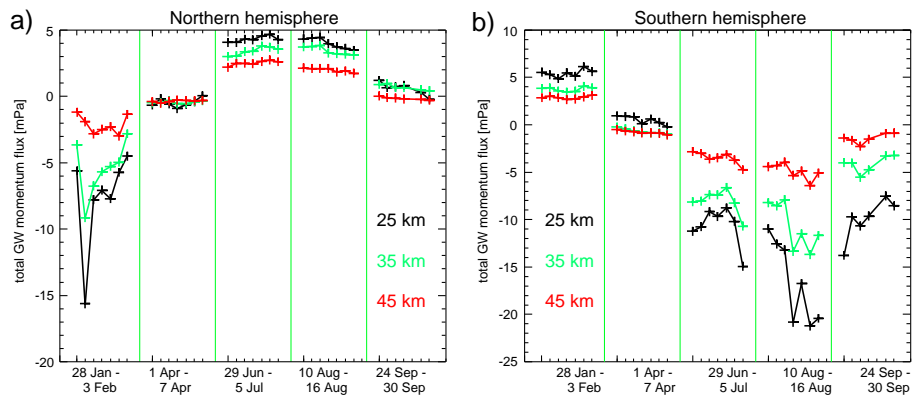 a)
Northern hemisphere
total GW momentum flux [mPa]
5
0
-5
-10
-15
-20
25 km
35 km
45 km
28 Jan -
3 Feb
1 Apr -
7 Apr
29 Jun -
5 Jul
10 Aug -
16 Aug
24 Sep -
30 Sep
b)
Southern hemisphere
total GW momentum flux [mPa]
10
5
0
-5
-10
-15
-20
-25
25 km
35 km
45 km
28 Jan -
3 Feb
1 Apr -
7 Apr
29 Jun -
5 Jul
10 Aug -
16 Aug
24 Sep -
30 Sep